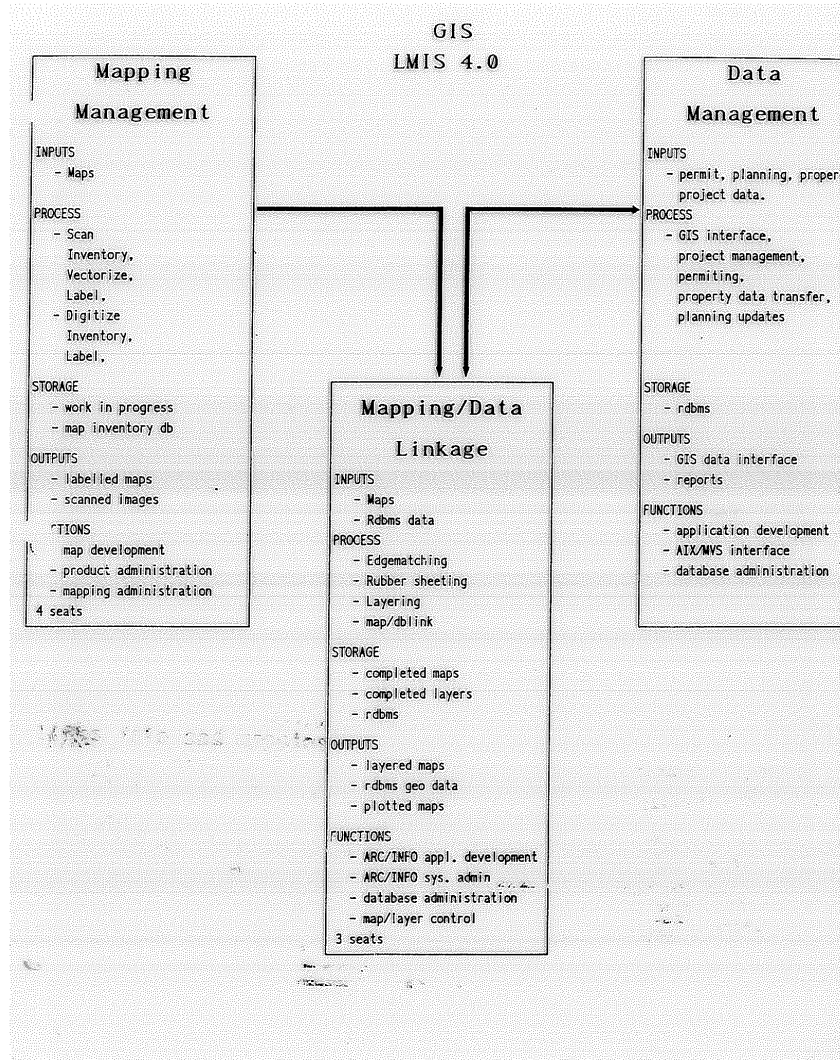 GIS
LMIS 4.0
Mapping
Management
INPUTS
- Maps
PROCESS
- Scan
Inventory,
Vectorize,
Label,
- Digitize
Inventory,
Label,
STORAGE
- work in progress
- map inventory db
OUTPUTS
- labelled maps
- scanned images
CTIONS
map development
- product administration
- mapping administration
4 seats
Mapping/Data
Linkage
INPUTS
- Maps
- Rdbms data
PROCESS
- Edgematching
- Rubber sheeting
- Layering
- map/dblink
STORAGE
- completed maps
- completed layers
- rdbms
OUTPUTS
- layered maps
- rdbms geo data
- plotted maps
FUNCTIONS
- ARC/INFO appl. development
- ARC/INFO sys. admin
- database administration
- map/layer control
3 seats
Data
Management
INPUTS
- permit, planning, proper
project data.
PROCESS
- GIS interface,
project management,
permiting,
property data transfer,
planning updates
STORAGE
- rdbms
OUTPUTS
- GIS data interface
- reports
FUNCTIONS
- application development
- AIX/MVS interface
- database administration